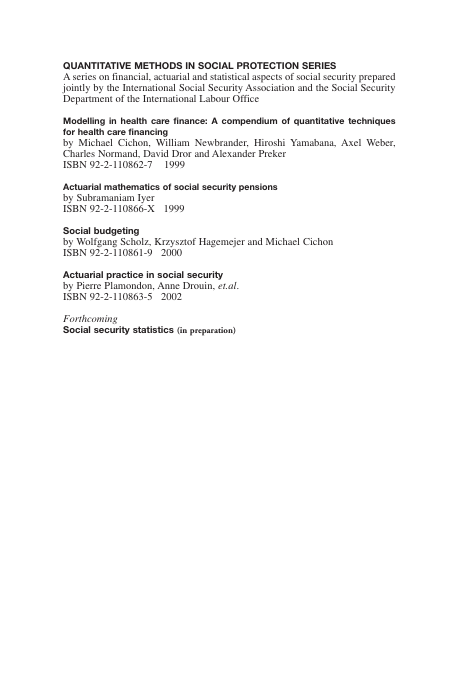 QUANTITATIVE METHODS IN SOCIAL PROTECTION SERIES
A series on financial, actuarial and statistical aspects of social security prepared
jointly by the International Social Security Association and the Social Security
Department of the International Labour Office
Modelling in health care finance: A compendium of quantitative techniques
for health care financing
by Michael Cichon, William Newbrander, Hiroshi Yamabana, Axel Weber,
Charles Normand, David Dror and Alexander Preker
ISBN 92-2-110862-7 1999
Actuarial mathematics of social security pensions
by Subramaniam Iyer
ISBN 92-2-110866-X 1999
Social budgeting
by Wolfgang Scholz, Krzysztof Hagemejer and Michael Cichon
ISBN 92-2-110861-9 2000
Actuarial practice in social security
by Pierre Plamondon, Anne Drouin, et.al.
ISBN 92-2-110863-5 2002
Forthcoming
Social security statistics (in preparation)